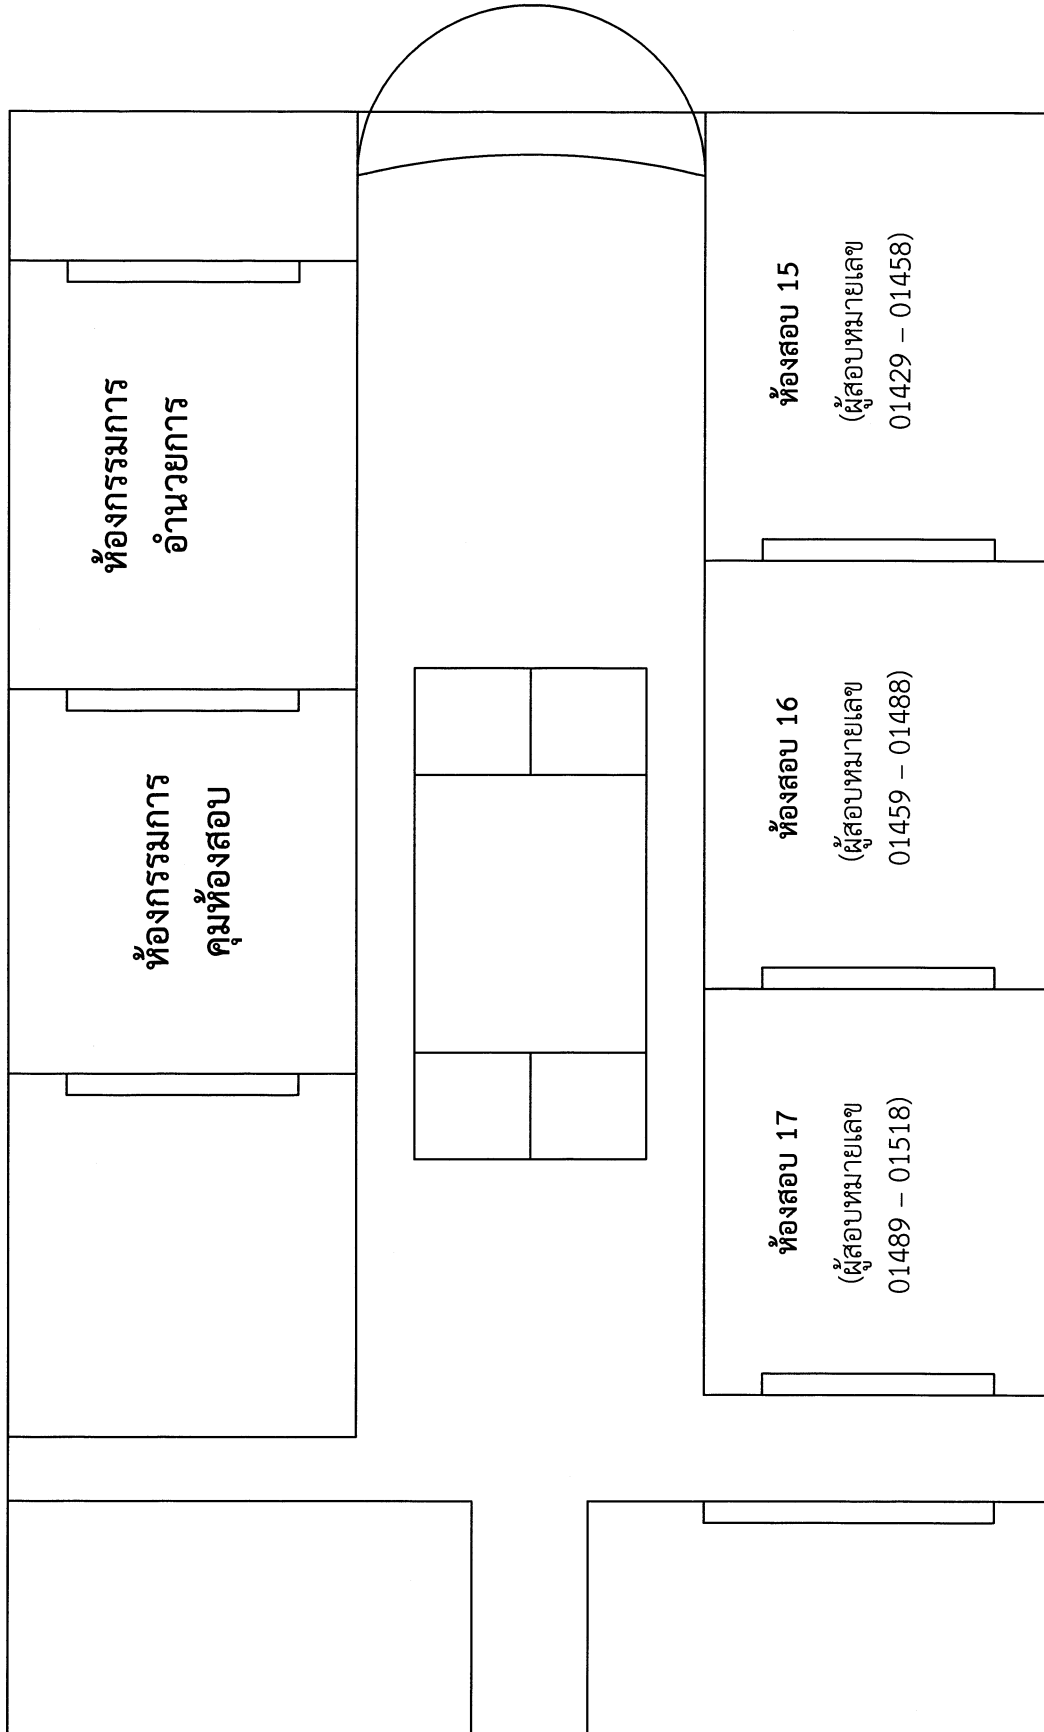 ห้องกรรมการ
อำนวยการ
ห้องกรรมการ
คุมห้องสอบ
ห้องสอบ 15
(ผู้สอบหมายเลข
01429 – 01458)
ห้องสอบ 16
(ผู้สอบหมายเลข
01459 – 01488)
ห้องสอบ 17
(ผู้สอบหมายเลข
01489 – 01518)